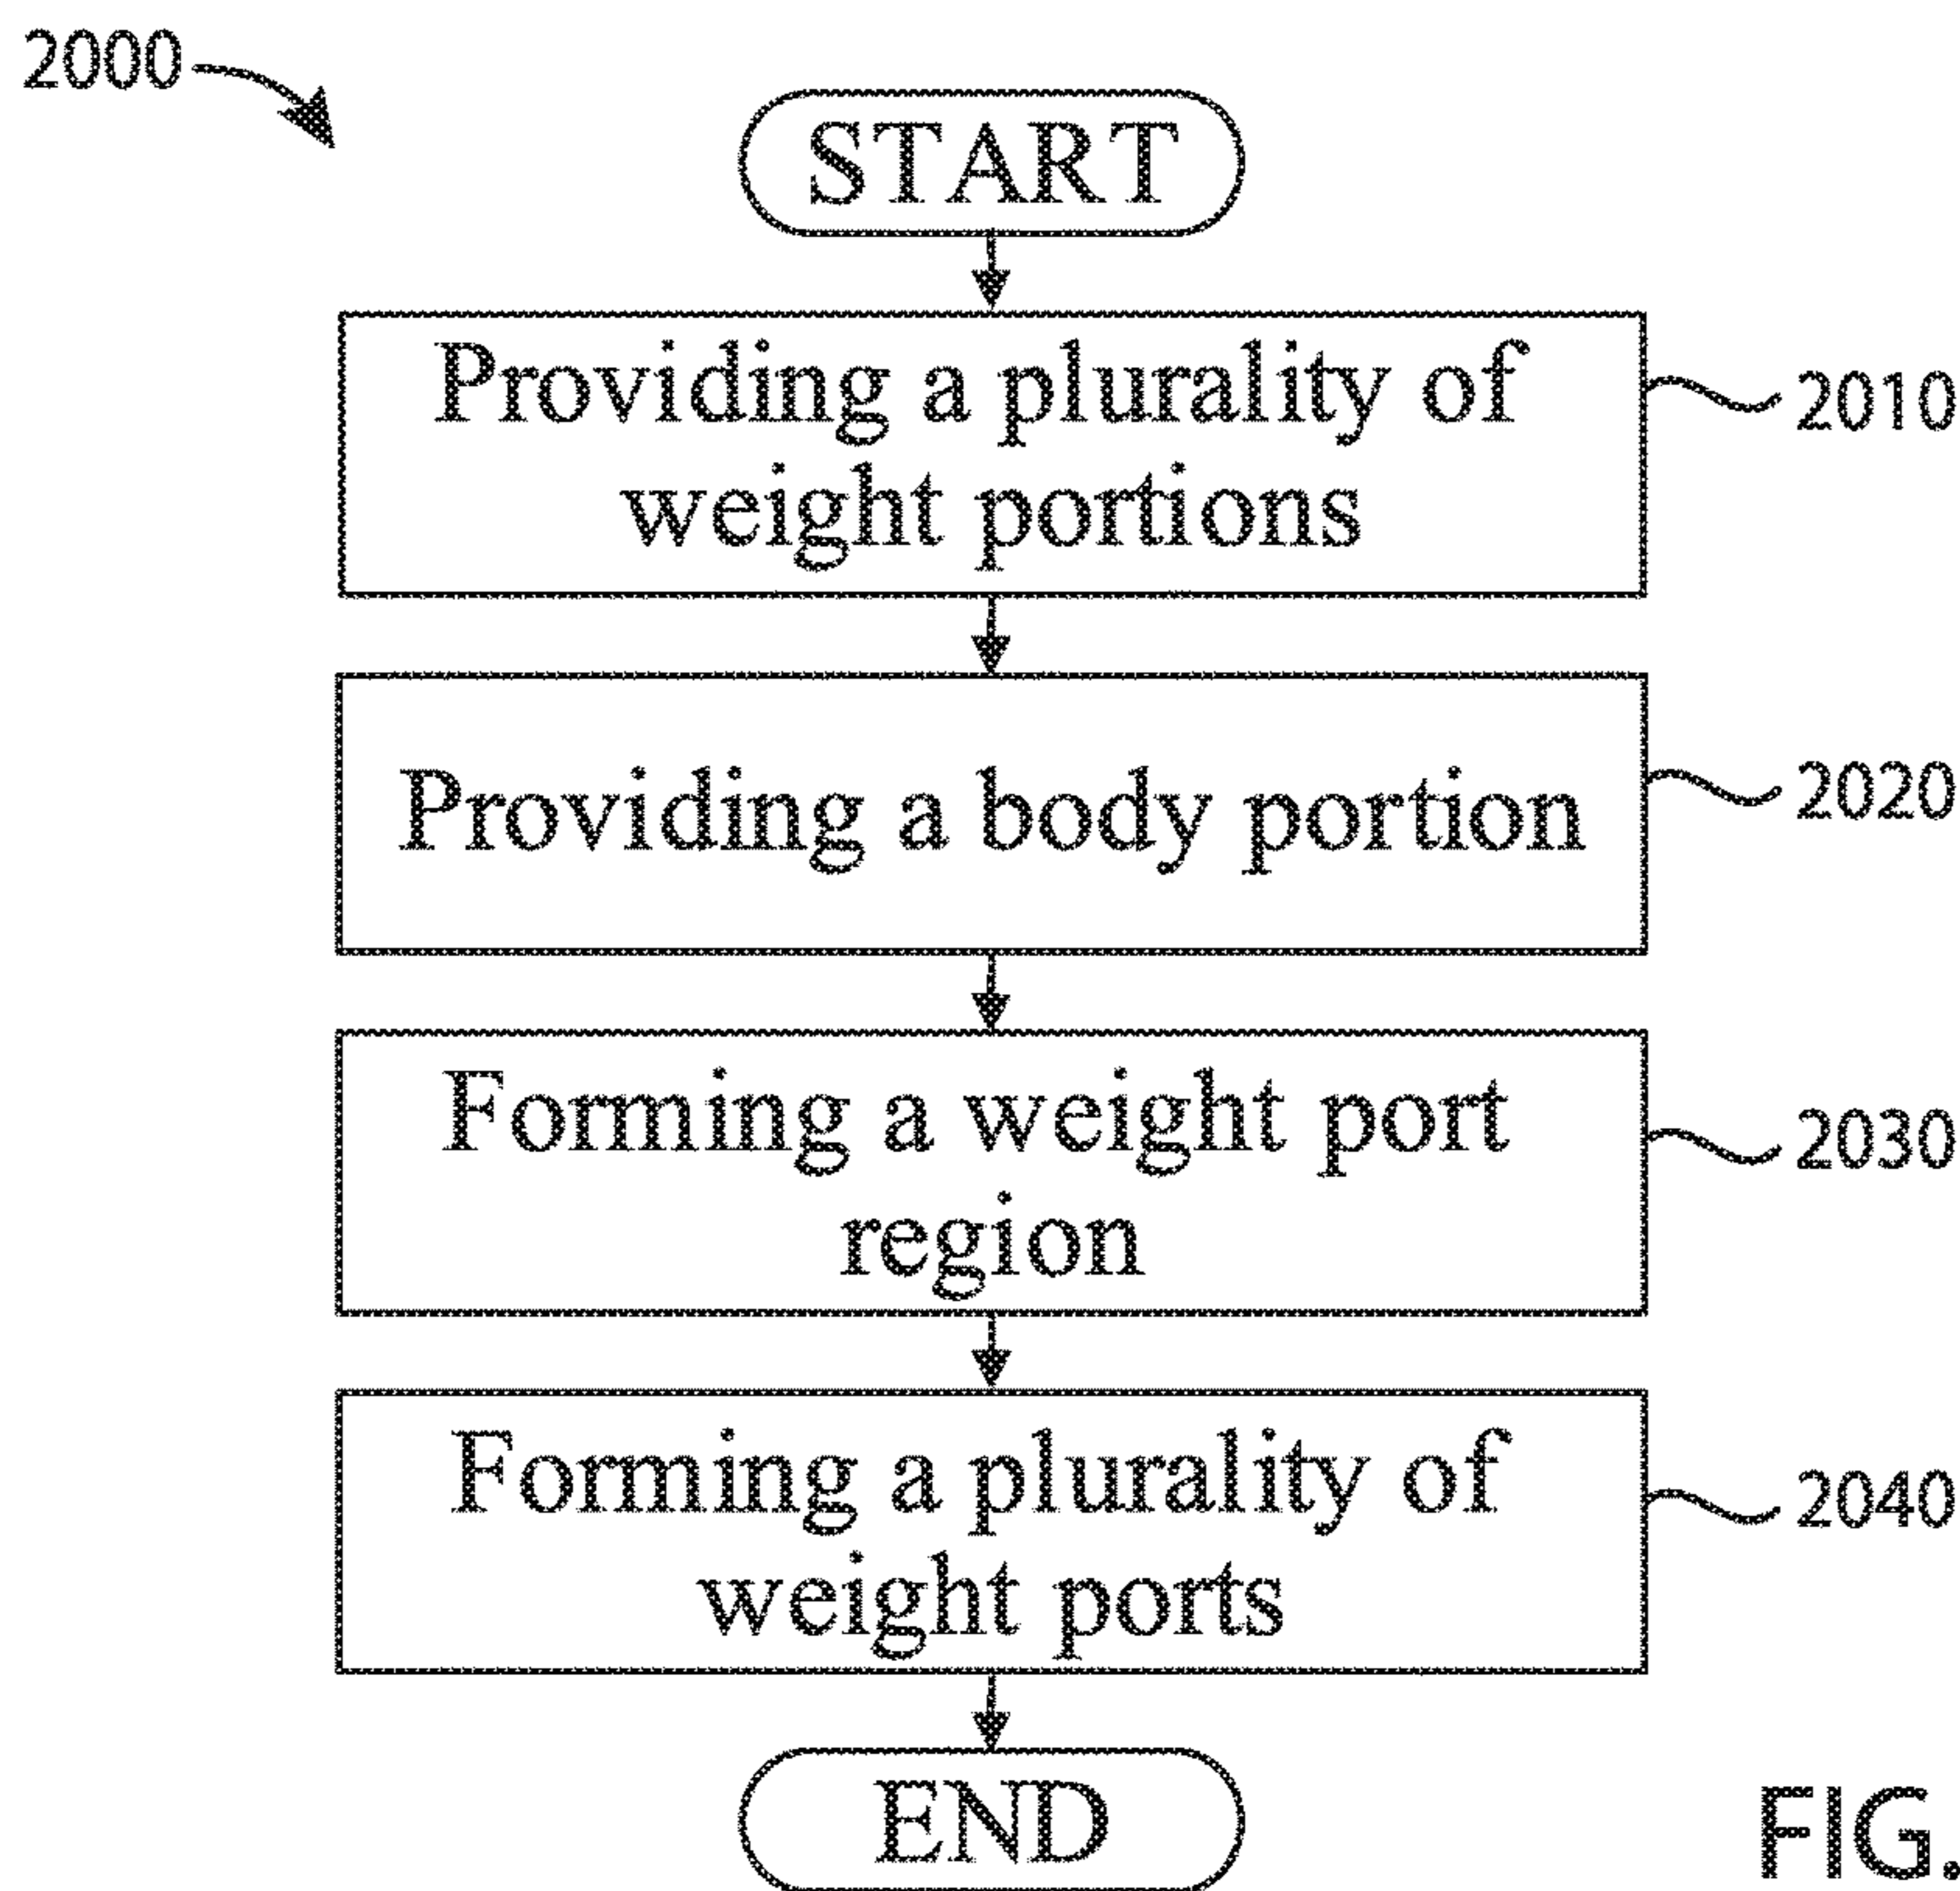 2000
START
Providing a plurality of
weight portions
2010
Providing a body portion
2020
Forming a weight port
region
2030
Forming a plurality of
weight ports
2040
END
FIG.